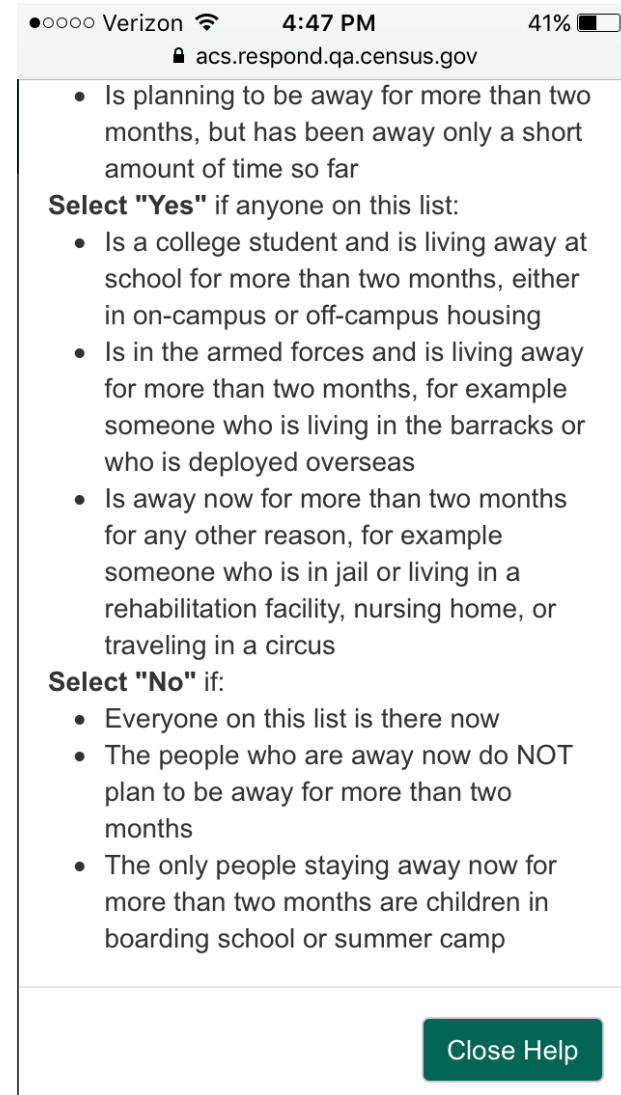 ●○○○○ Verizon 4:47 PM 41%
acs.respond.qa.census.gov
• Is planning to be away for more than two
months, but has been away only a short
amount of time so far
Select "Yes" if anyone on this list:
• Is a college student and is living away at
school for more than two months, either
in on-campus or off-campus housing
• Is in the armed forces and is living away
for more than two months, for example
someone who is living in the barracks or
who is deployed overseas
• Is away now for more than two months
for any other reason, for example
someone who is in jail or living in a
rehabilitation facility, nursing home, or
traveling in a circus
Select "No" if:
• Everyone on this list is there now
• The people who are away now do NOT
plan to be away for more than two
months
• The only people staying away now for
more than two months are children in
boarding school or summer camp
Close Help